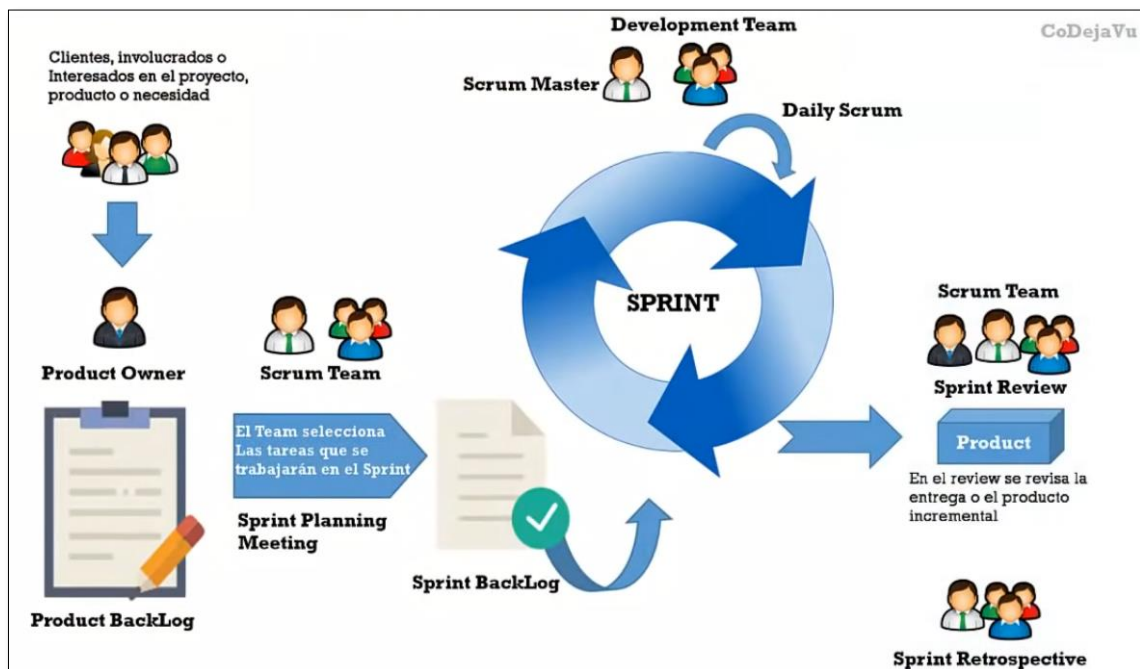 CoDejaVu
Clientes, involucrados o
Interesados en el proyecto,
producto o necesidad
Product Owner
Product BackLog
Scrum Team
El Team selecciona
Las tareas que se
trabajarán en el Sprint
Sprint Planning
Meeting
Sprint BackLog
Development Team
Scrum Master
Daily Scrum
SPRINT
Scrum Team
Sprint Review
Product
En el review se revisa la
entrega o el producto
incremental
Sprint Retrospective